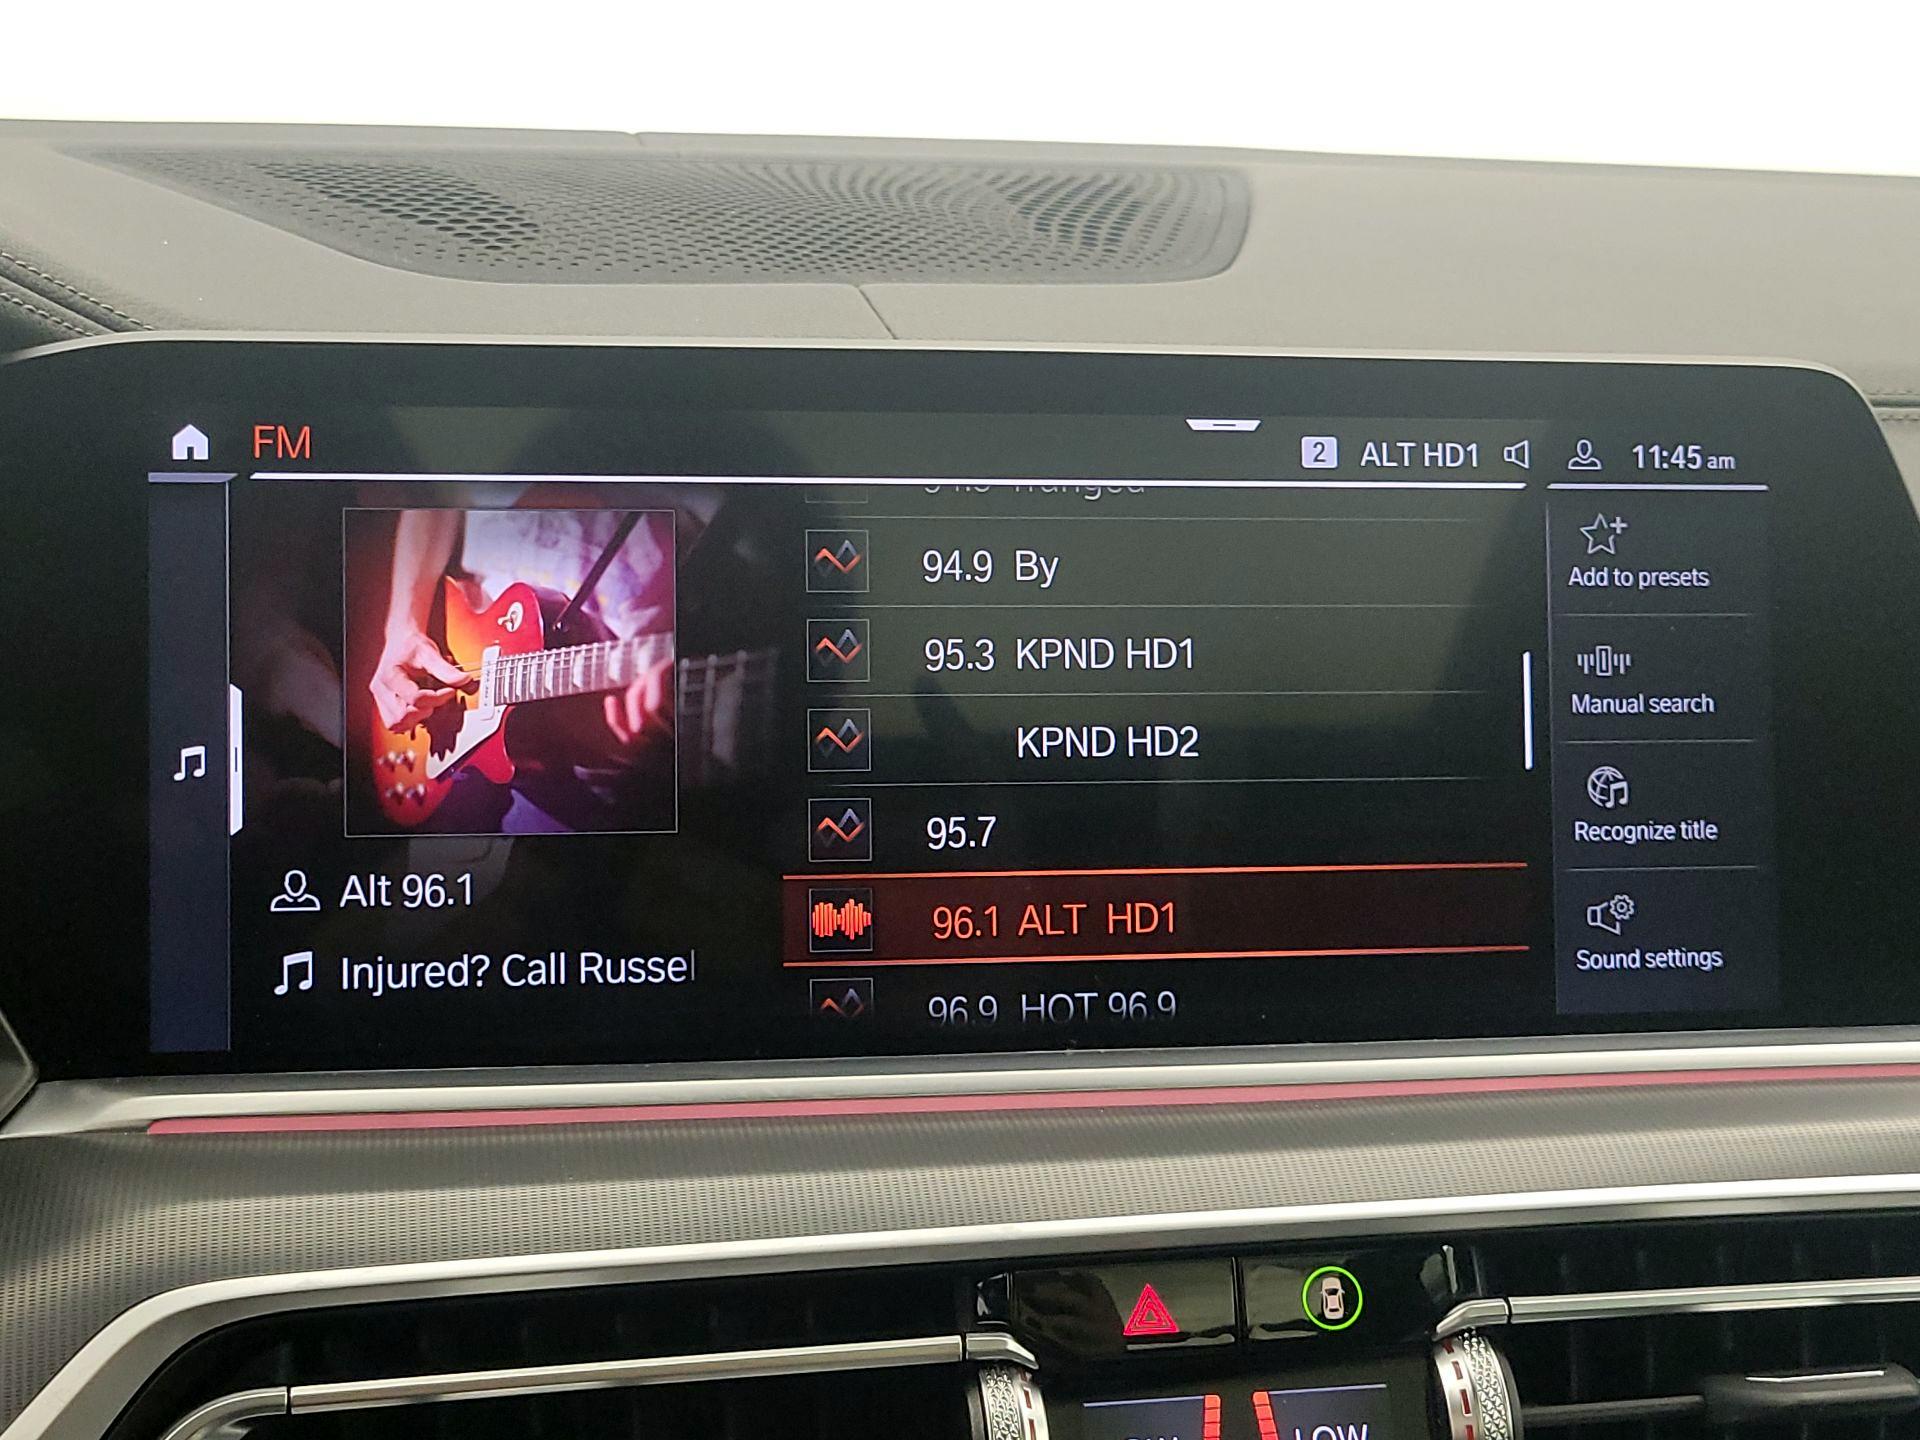 FM
2 ALT HD1
11:45 am
94.9 By
95.3 KPND HD1
KPND HD2
95.7
96.1 ALT HD1
96.9 HOT 96.9
Alt 96.1
Injured? Call Russel
Add to presets
Manual search
Recognize title
Sound settings
LOW